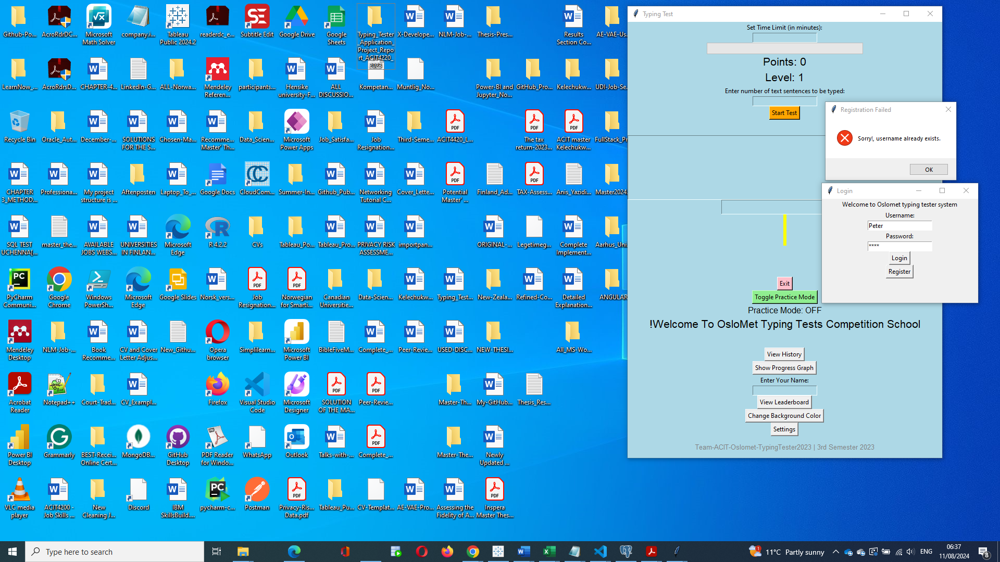 Github-Po...
AcroRdrDC...
Microsoft
Math Solver
company.i...
Tableau
Public 2024.2
readerdc_e...
Subtitle Edit
Google Drive
Google
Sheets
Typing_Tester
_Application_
Project_Repo
rt_ACIT4220_
2023
X-Develope...
NLM-Job-...
Thesis-Pres...
Results
Section Co...
AE-VAE-Us...
LearnNow_...
AcroRdrsD...
CHAPTER-4...
LinkedIn-G...
ALL-Norwa...
Mendeley
Referen...
participants...
Hensike
university-F...
ALL
DISCUSSIO...
Kompetan...
Muntlig_No...
Power-BI and
Jupyter_No...
GitHub_Pro...
Kelechukw...
UDI-Job-Se...
Recycle Bin
Oracle_Aut...
December-...
SOLUTIONS
FOR THE S...
Chosen-Ma...
Recomme...
Master' Th...
Data_Scien...
Microsoft
Power Apps
Job_Satisfa...
Job
Resignation...
Third-Seme...
ACIT4420_L...
The tax
return-2023...
ACIT master
Kelechukw...
FullStack_Pr
CHAPTER
3_METHOD...
Professiona...
My project
structure is ...
Aftenposten
Laptop_To_...
Google Docs
CloudCom...
Summer-In...
Github_Pub...
Networking
Tutorial C...
Cover_Lette...
Potential
Master' ...
Finland_Ad...
TAX-Assess...
Anis_Yazidi...
Master2024
SQL TEST
UCHENNA[...
master_the...
AVAILABLE
JOBS WEBS...
UNIVERSITIES
IN FINLAN...
Microsoft
Edge
R 4.2.2
CVs
Tableau_Po...
Tableau_Pro...
PRIVACY RISK
ASSESSME...
importpan...
ORIGINAL-...
Legetimeg...
Complete
Implement...
Aarhus_Uni
PyCharm
Communi...
Google
Chrome
Windows
PowerSh...
Microsoft
Edge
Google Slides
Norsk_vers...
Job
Resignation...
Norwegian
for Smarti...
Canadian
Universitie...
Data-Scien...
Kelechukw...
Typing_Test...
New-Zeala...
Refined-Co...
Detailed
Explanation...
ANGULAR
Mendeley
Desktop
NLM-Job-...
Book
Recomme...
CV and Cover
Letter Adjus...
New_Githu...
Opera
browser
Simplilearn...
Microsoft
Power BI
BibleFiveM...
Complete_...
Peer-Revie...
USED-DISC...
NEW-THESI...
All_MS-Wo...
Acrobat
Reader
Notepad++
Court-Trad...
CV_Exampl...
Firefox
Visual Studio
Code
Microsoft
Designer
SOLUTION
OF THE MA...
Peer-Revie...
Master-Th...
My-GitHub...
Thesis_Res...
Power BI
Desktop
Grammarly
BEST-Recei...
Online Cert...
MongoDB...
GitHub
Desktop
PDF Reader
for Windo...
WhatsApp
Outlook
Talks-with-...
Complete_...
Master-The...
Newly
Updated ...
VLC media
player
ACIT4200 -
Job Skills ...
New
Cleaning J...
Discord
IBM
SkillsBuild....
pycharm-c...
Postman
Privacy-Ris...
Data.pdf
Tableau_Pu...
CV-Templat...
AE-VAE-Pro...
Assessing the
Fidelity of A...
Inspera
Master Thes...
Typing Test
Set Time Limit (in minutes):
Points: 0
Level: 1
Enter number of text sentences to be typed:
Start Test
Exit
Toggle Practice Mode
Practice Mode: OFF
!Welcome To OsloMet Typing Tests Competition School
View History
Show Progress Graph
Enter Your Name:
View Leaderboard
Change Background Color
Settings
Team-ACIT-Oslomet-TypingTester2023 | 3rd Semester 2023
Registration Failed
Sorry!, username already exists.
OK
Login
Welcome to Oslomet typing tester system
Username:
Peter
Password:
****
Login
Register
Type here to search
1
11°C Partly sunny
ENG
06:37
11/08/2024
8